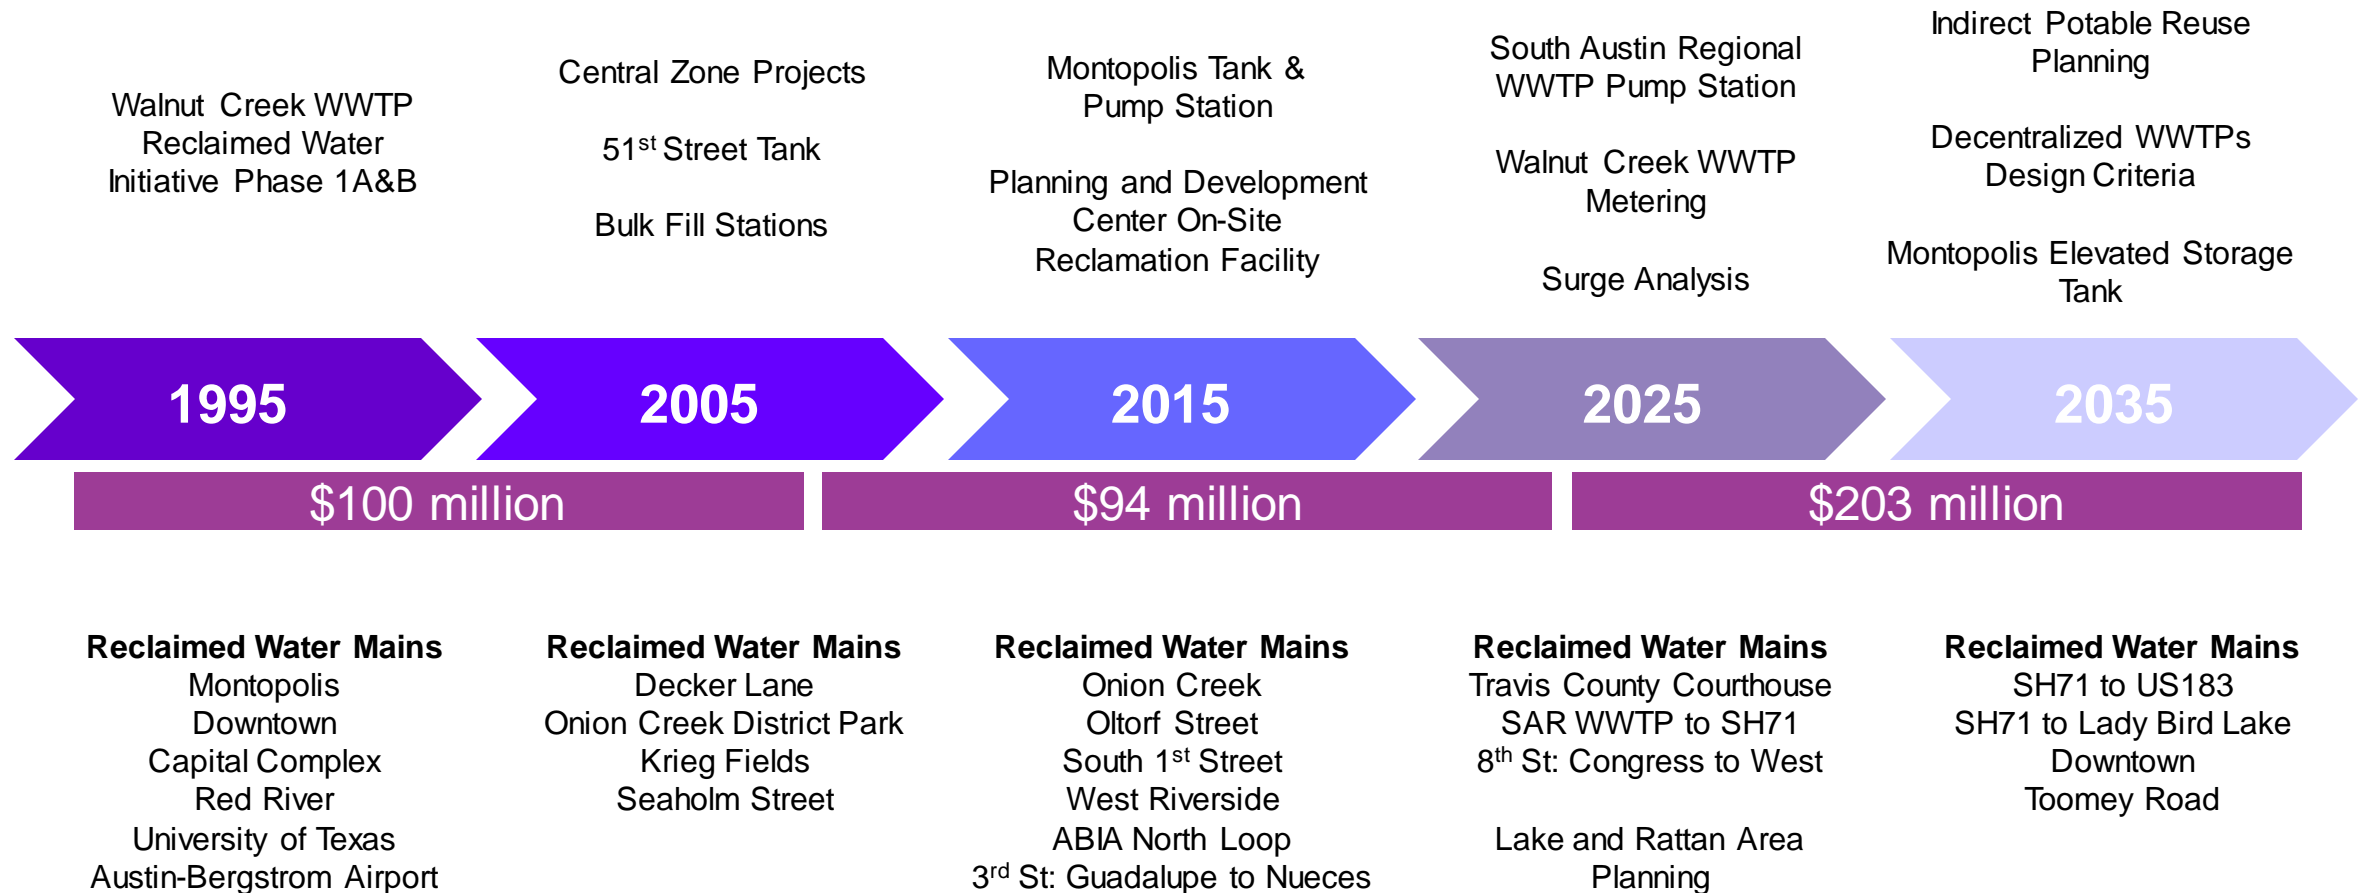 Walnut Creek WWTP
Reclaimed Water
Initiative Phase 1A&B
Central Zone Projects
51st Street Tank
Bulk Fill Stations
Montopolis Tank &
Pump Station
Planning and Development
Center On-Site
Reclamation Facility
South Austin Regional
WWTP Pump Station
Walnut Creek WWTP
Metering
Surge Analysis
Indirect Potable Reuse
Planning
Decentralized WWTPs
Design Criteria
Montopolis Elevated Storage
Tank
1995
2005
2015
2025
2035
$100 million
$94 million
$203 million
Reclaimed Water Mains
Montopolis
Downtown
Capital Complex
Red River
University of Texas
Austin-Bergstrom Airport
Reclaimed Water Mains
Decker Lane
Onion Creek District Park
Krieg Fields
Seaholm Street
Reclaimed Water Mains
Onion Creek
Oltorf Street
South 1st Street
West Riverside
ABIA North Loop
3rd St: Guadalupe to Nueces
Reclaimed Water Mains
Travis County Courthouse
SAR WWTP to SH71
8th St: Congress to West
Lake and Rattan Area
Planning
Reclaimed Water Mains
SH71 to US183
SH71 to Lady Bird Lake
Downtown
Toomey Road